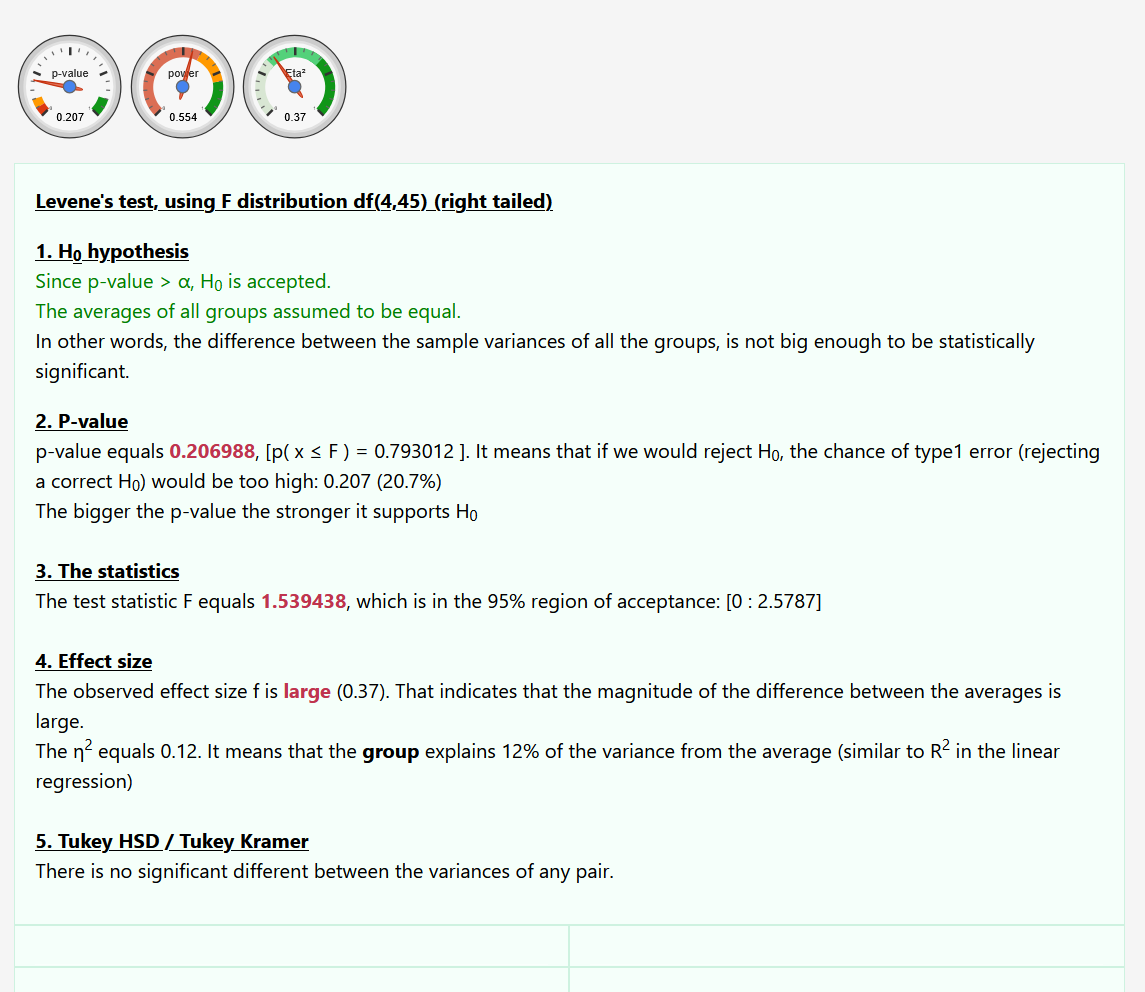 p-value
0.207
power
0.554
Eta²
0.37
Levene's test, using F distribution df(4,45) (right tailed)
1. H₀ hypothesis
Since p-value > α, H₀ is accepted.
The averages of all groups assumed to be equal.
In other words, the difference between the sample variances of all the groups, is not big enough to be statistically
significant.
2. P-value
p-value equals 0.206988, [p( x ≤ F ) = 0.793012 ]. It means that if we would reject H₀, the chance of type1 error (rejecting
a correct H₀) would be too high: 0.207 (20.7%)
The bigger the p-value the stronger it supports H₀
3. The statistics
The test statistic F equals 1.539438, which is in the 95% region of acceptance: [0 : 2.5787]
4. Effect size
The observed effect size f is large (0.37). That indicates that the magnitude of the difference between the averages is
large.
The η² equals 0.12. It means that the group explains 12% of the variance from the average (similar to R² in the linear
regression)
5. Tukey HSD / Tukey Kramer
There is no significant different between the variances of any pair.